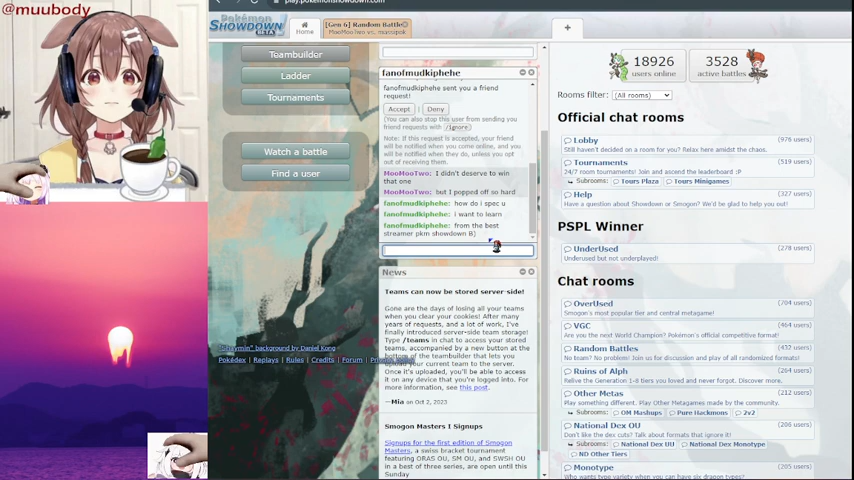 @muubody
play.pokemonshowdown.com
Pokémon
SHOWDOWN
BETA
Home
[Gen 6] Random Battle
MooMooTwo vs. marsipok
+
Teambuilder
Ladder
Tournaments
Watch a battle
Find a user
"Shaymin" background by Daniel Kong
Pokédex | Replays | Rules | Credits | Forum |
fanofmudkiphehe
fanofmudkiphehe sent you a friend
request!
Accept | Deny
(You can also stop this user from sending you
friend requests with /ignore)
Note: If this request is accepted, your friend
will be notified when you come online, and you
will be notified when they do, unless you opt
out of receiving them.
MooMooTwo: I didn't deserve to win
that one
MooMooTwo: but I popped off so hard
fanofmudkiphehe: how do i spec u
fanofmudkiphehe: i want to learn
fanofmudkiphehe: from the best
streamer pkm showdown B)
News
Teams can now be stored server-side!
Gone are the days of losing all your teams
when you clear your cookies! After many
years of requests, and a lot of work, I've
finally introduced server-side team storage!
Type /teams in chat to access your stored
teams, accompanied by a new button at the
bottom of the teambuilder that lets you
upload your current team to the server.
Once it's uploaded, you'll be able to access
it on any device that you're logged into. For
more information, see this post.
—Mia on Oct 2, 2023
Smogon Masters I Signups
Signups for the first edition of Smogon
Masters, a swiss bracket tournament
featuring ORAS OU, SM OU, and SWSH OU
in a best of three series, are open until this
Sunday
18926
users online
3528
active battles
Rooms filter: (All rooms)
Official chat rooms
Lobby (976 users)
Still haven't decided on a room for you? Relax here amidst the chaos.
Tournaments (519 users)
24/7 room tournaments! Join and ascend the leaderboard :P
Subrooms: Tours Plaza Tours Minigames
Help (327 users)
Have a question about Showdown or Smogon? We'd be glad to help you out!
PSPL Winner
UnderUsed (278 users)
Underused but not underplayed!
Chat rooms
OverUsed (704 users)
Smogon's most popular tier and central metagame!
VGC (464 users)
Are you the next World Champion? Pokémon's official competitive format!
Random Battles (432 users)
No team? No problem! Join us for discussion and play of all randomized formats!
Ruins of Alph (264 users)
Relive the Generation 1-8 tiers you loved and never forgot. Discover more.
Other Metas (212 users)
Play something different. Play Other Metagames made by the community.
Subrooms: OM Mashups Pure Hackmons 2v2
National Dex OU (206 users)
Don't like the dex cuts? Talk about formats that ignore it!
Subrooms: National Dex UU National Dex Monotype
ND Other Tiers
Monotype (205 users)
Who wants type variety when you can have six dragon types?